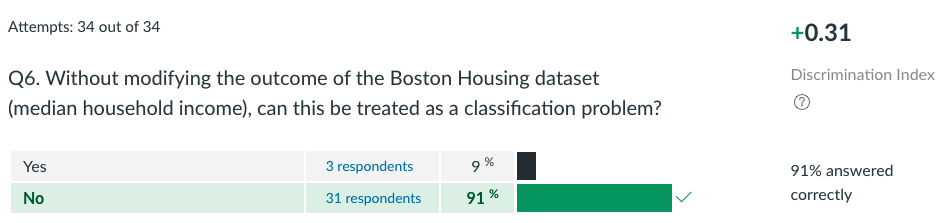 Attempts: 34 out of 34
+0.31
Discrimination Index
?
Q6. Without modifying the outcome of the Boston Housing dataset
(median household income), can this be treated as a classification problem?
Yes 3 respondents 9 %
No 31 respondents 91 %
91% answered
correctly